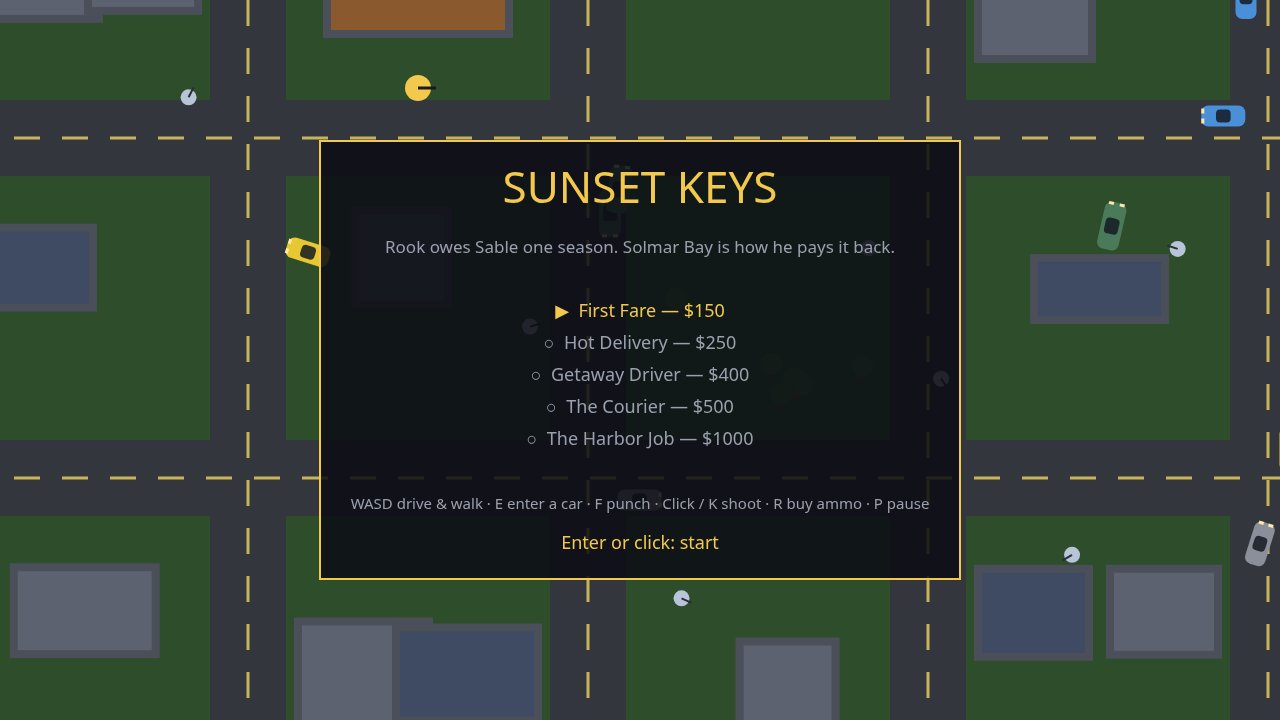 SUNSET KEYS
Rook owes Sable one season. Solmar Bay is how he pays it back.
▶ First Fare — $150
○ Hot Delivery — $250
○ Getaway Driver — $400
○ The Courier — $500
○ The Harbor Job — $1000
WASD drive & walk · E enter a car · F punch · Click / K shoot · R buy ammo · P pause
Enter or click: start